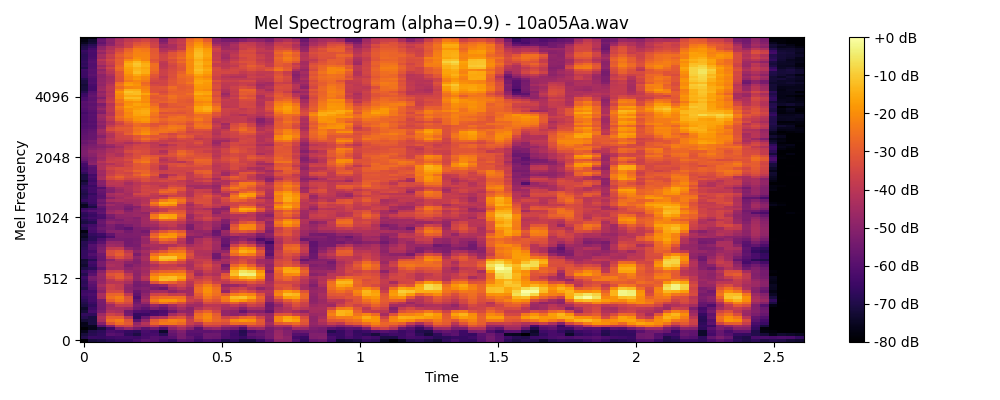 Mel Spectrogram (alpha=0.9) - 10a05Aa.wav
Mel Frequency
4096
2048
1024
512
0
0
0.5
1
1.5
2
2.5
Time
+0 dB
-10 dB
-20 dB
-30 dB
-40 dB
-50 dB
-60 dB
-70 dB
-80 dB